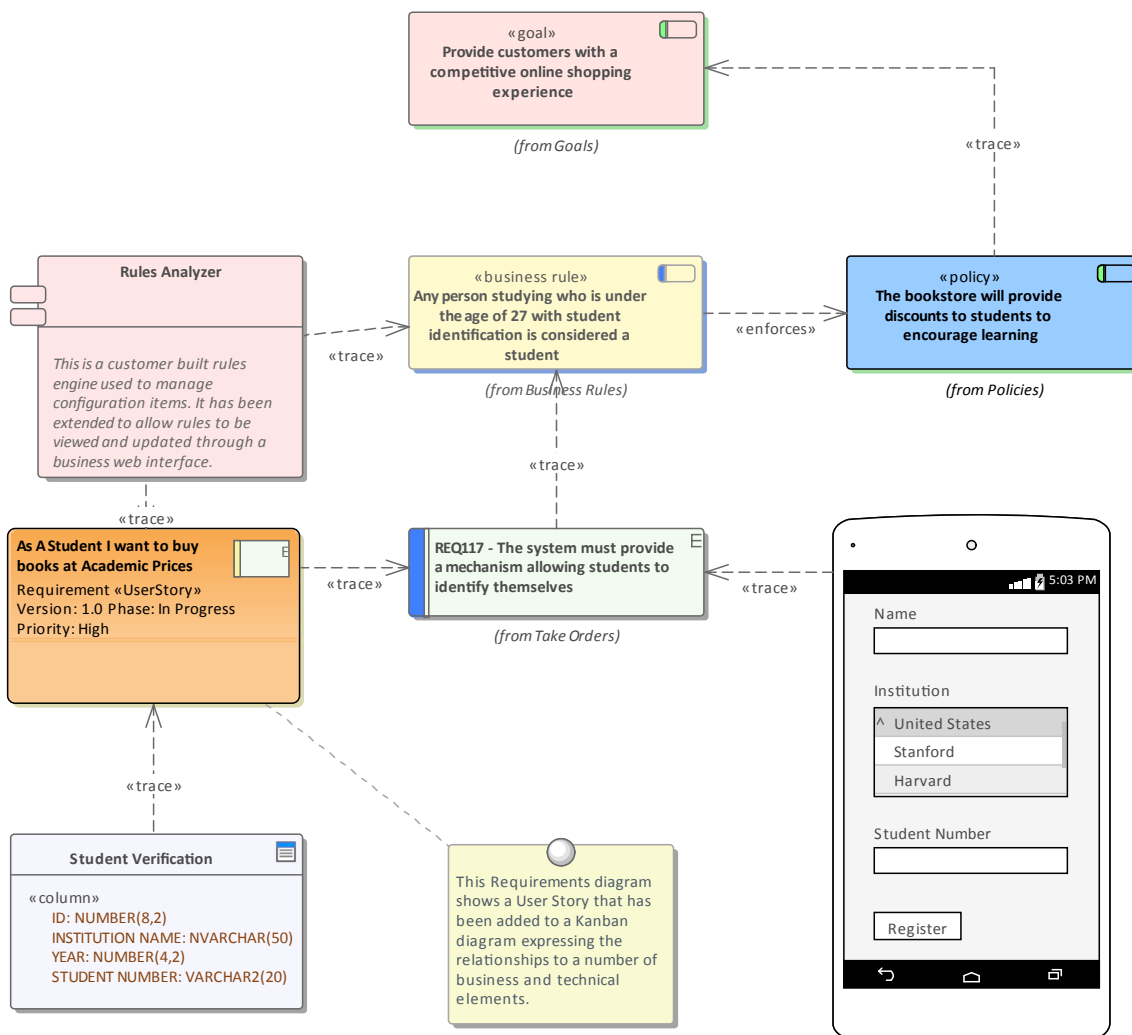 «goal»
Provide customers with a
competitive online shopping
experience
(from Goals)
«trace»
Rules Analyzer
This is a customer built rules
engine used to manage
configuration items. It has been
extended to allow rules to be
viewed and updated through a
business web interface.
«trace»
«business rule»
Any person studying who is under
the age of 27 with student
identification is considered a
student
(from Business Rules)
«enforces»
«policy»
The bookstore will provide
discounts to students to
encourage learning
(from Policies)
«trace»
«trace»
As A Student I want to buy
books at Academic Prices
Requirement «UserStory»
Version: 1.0 Phase: In Progress
Priority: High
E
«trace»
REQ117 - The system must provide
a mechanism allowing students to
identify themselves
E
(from Take Orders)
«trace»
5:03 PM
Name
Institution
^ United States
Stanford
Harvard
Student Number
Register
«trace»
Student Verification
«column»
ID: NUMBER(8,2)
INSTITUTION NAME: NVARCHAR(50)
YEAR: NUMBER(4,2)
STUDENT NUMBER: VARCHAR2(20)
This Requirements diagram
shows a User Story that has
been added to a Kanban
diagram expressing the
relationships to a number of
business and technical
elements.